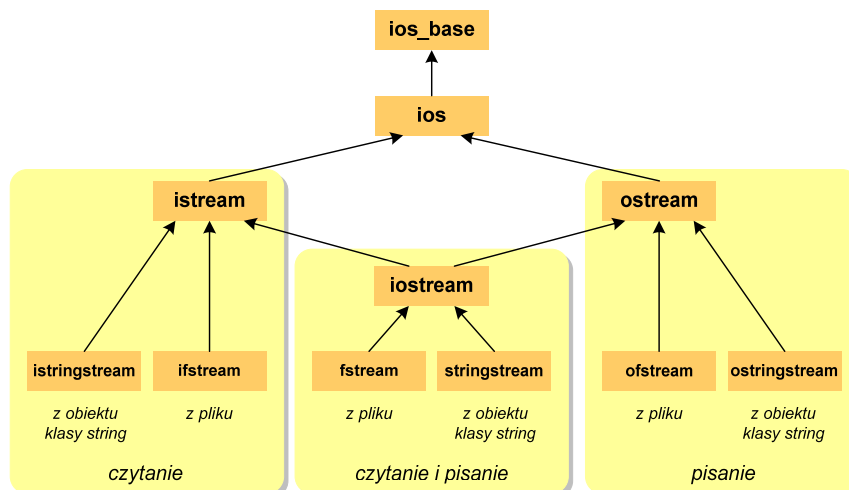 ios_base
ios
istream
ostream
iostream
istringstream
ifstream
fstream
stringstream
ofstream
ostringstream
z obiektu
klasy string
z pliku
z pliku
z obiektu
klasy string
z pliku
z obiektu
klasy string
czytanie
czytanie i pisanie
pisanie